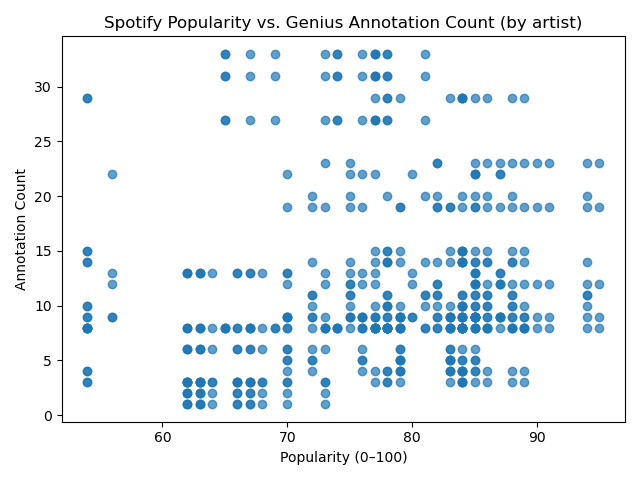 Spotify Popularity vs. Genius Annotation Count (by artist)
30
25
20
15
10
5
0
Annotation Count
60 70 80 90
Popularity (0–100)